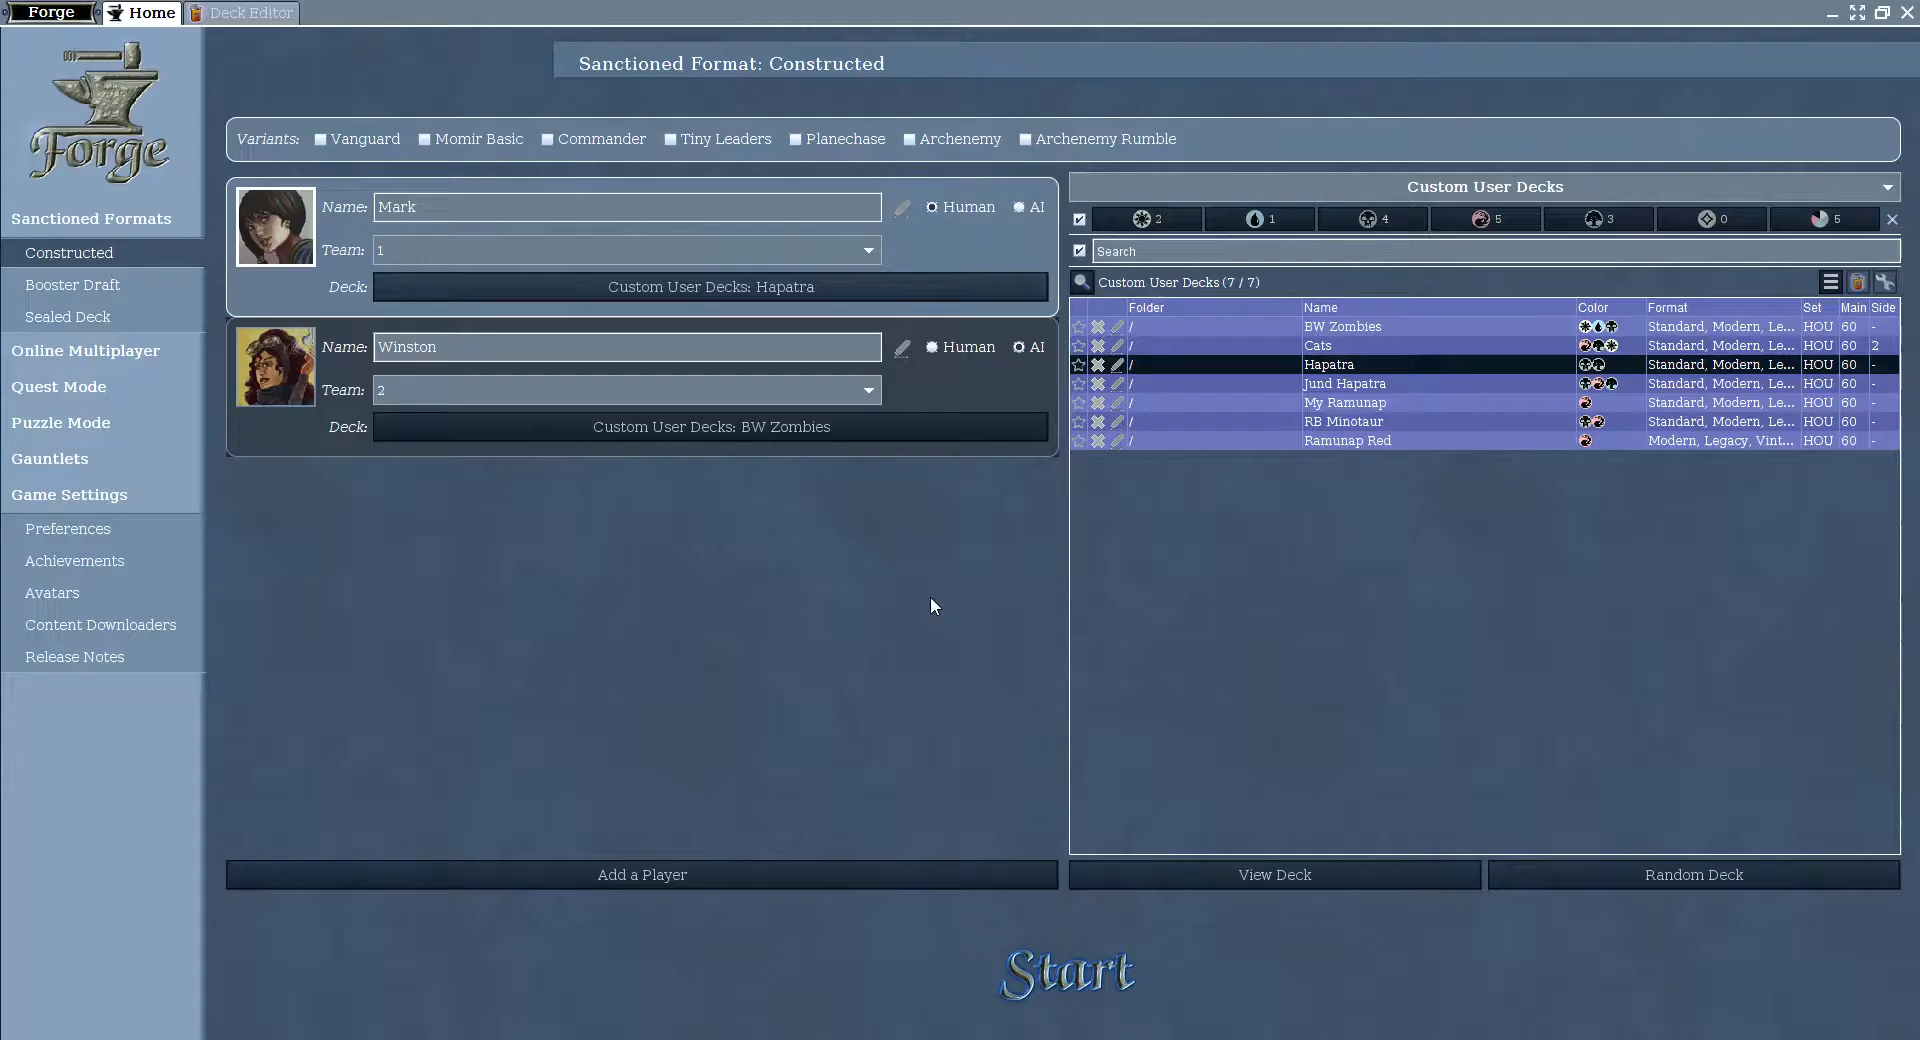 Forge Home Deck Editor
Forge
Sanctioned Format: Constructed
Variants: Vanguard Momir Basic Commander Tiny Leaders Planechase Archenemy Archenemy Rumble
Sanctioned Formats
Constructed
Booster Draft
Sealed Deck
Online Multiplayer
Quest Mode
Puzzle Mode
Gauntlets
Game Settings
Preferences
Achievements
Avatars
Content Downloaders
Release Notes
Name: Mark Human AI
Team: 1
Deck: Custom User Decks: Hapatra
Name: Winston Human AI
Team: 2
Deck: Custom User Decks: BW Zombies
Add a Player
Custom User Decks
2 1 4 5 3 0 5
Search
Custom User Decks (7 / 7)
Folder Name Color Format Set Main Side
/ BW Zombies Standard, Modern, Le... HOU 60 -
/ Cats Standard, Modern, Le... HOU 60 2
/ Hapatra Standard, Modern, Le... HOU 60 -
/ Jund Hapatra Standard, Modern, Le... HOU 60 -
/ My Ramunap Standard, Modern, Le... HOU 60 -
/ RB Minotaur Standard, Modern, Le... HOU 60 -
/ Ramunap Red Modern, Legacy, Vint... HOU 60 -
View Deck Random Deck
Start